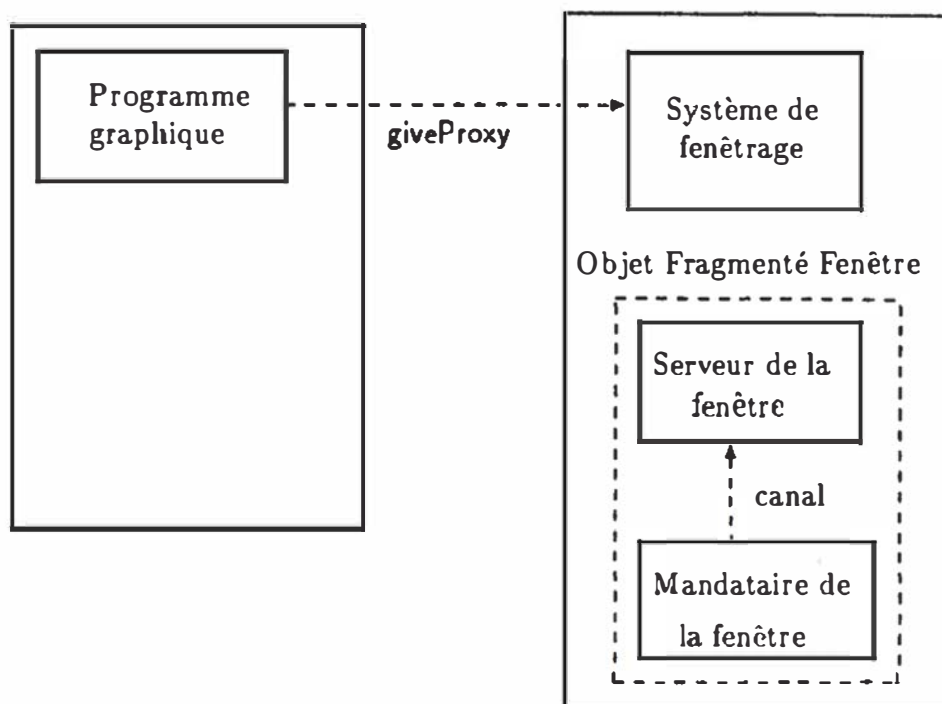 Programme
graphique
giveProxy
Système de
fenêtrage
Objet Fragmenté Fenêtre
Serveur de la
fenêtre
canal
Mandataire de
la fenêtre